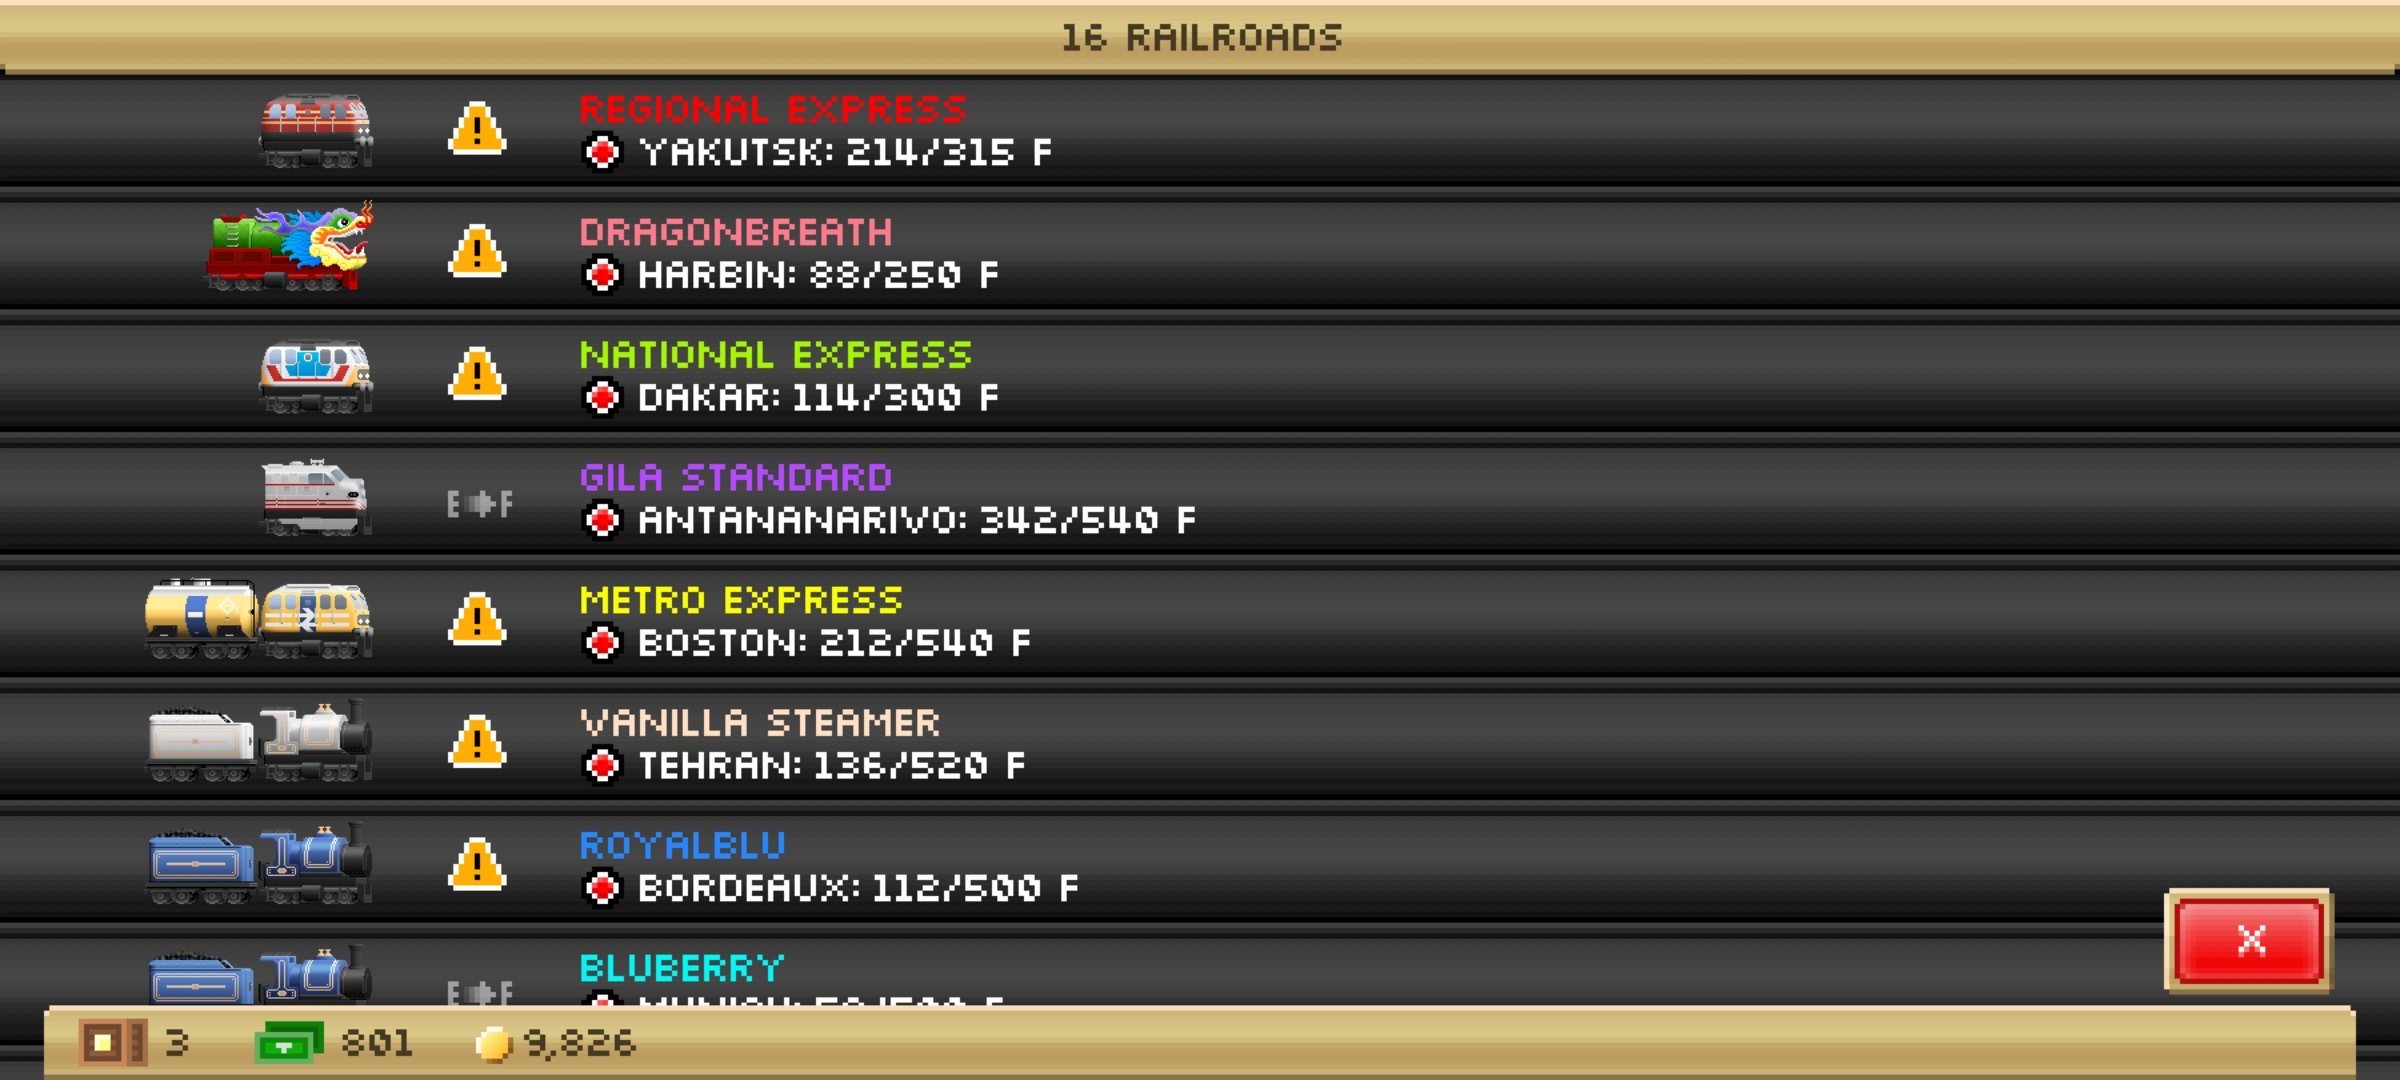 16 RAILROADS
REGIONAL EXPRESS
YAKUTSK: 214/315 F
DRAGONBREATH
HARBIN: 88/250 F
NATIONAL EXPRESS
DAKAR: 114/300 F
GILA STANDARD
E F
ANTANANARIVO: 342/540 F
METRO EXPRESS
BOSTON: 212/540 F
VANILLA STEAMER
TEHRAN: 136/520 F
ROYALBLU
BORDEAUX: 112/500 F
BLUBERRY
E F
X
3 801 9,826